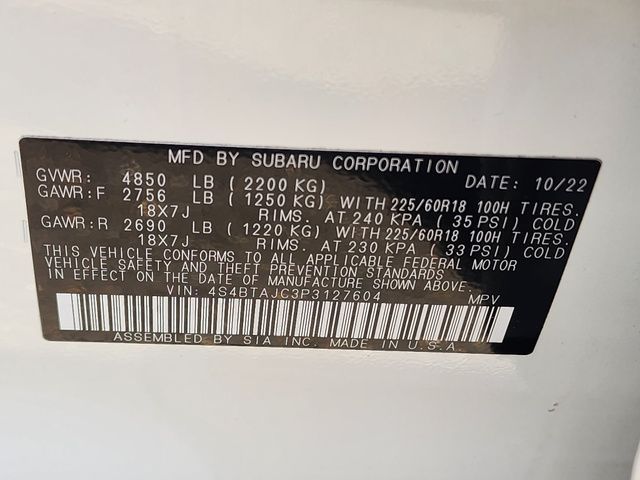 MFD BY SUBARU CORPORATION
GVWR: 4850 LB ( 2200 KG) DATE: 10/22
GAWR:F 2756 LB ( 1250 KG) WITH 225/60R18 100H TIRES.
18X7J RIMS. AT 240 KPA ( 35 PSI) COLD
GAWR:R 2690 LB ( 1220 KG) WITH 225/60R18 100H TIRES.
18X7J RIMS. AT 230 KPA ( 33 PSI) COLD
THIS VEHICLE CONFORMS TO ALL APPLICABLE FEDERAL MOTOR
VEHICLE SAFETY AND THEFT PREVENTION STANDARDS
IN EFFECT ON THE DATE OF MANUFACTURE SHOWN ABOVE.
VIN: 4S4BTAJC3P3127604 MPV
ASSEMBLED BY SIA INC. MADE IN U.S.A.